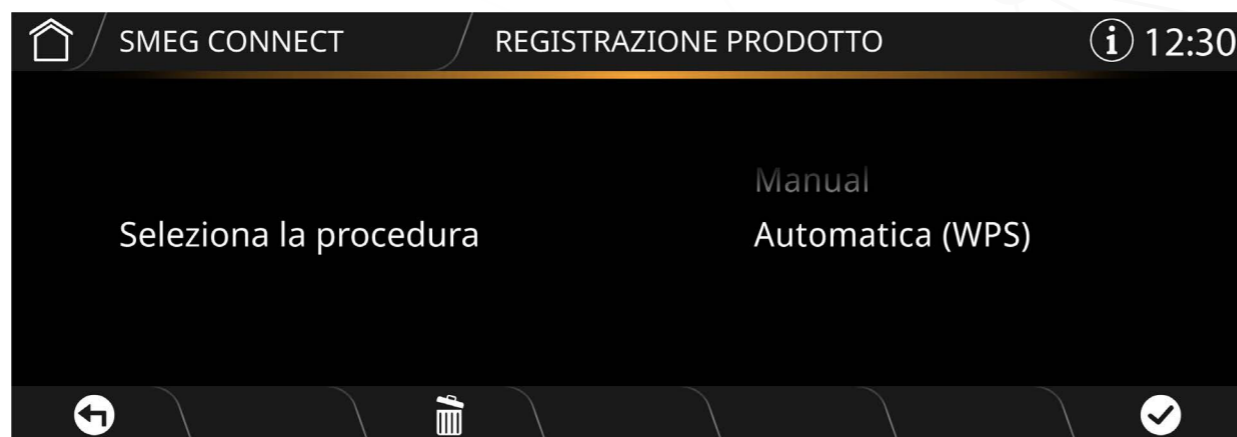 SMEG CONNECT
REGISTRAZIONE PRODOTTO
i 12:30
Manual
Seleziona la procedura
Automatica (WPS)